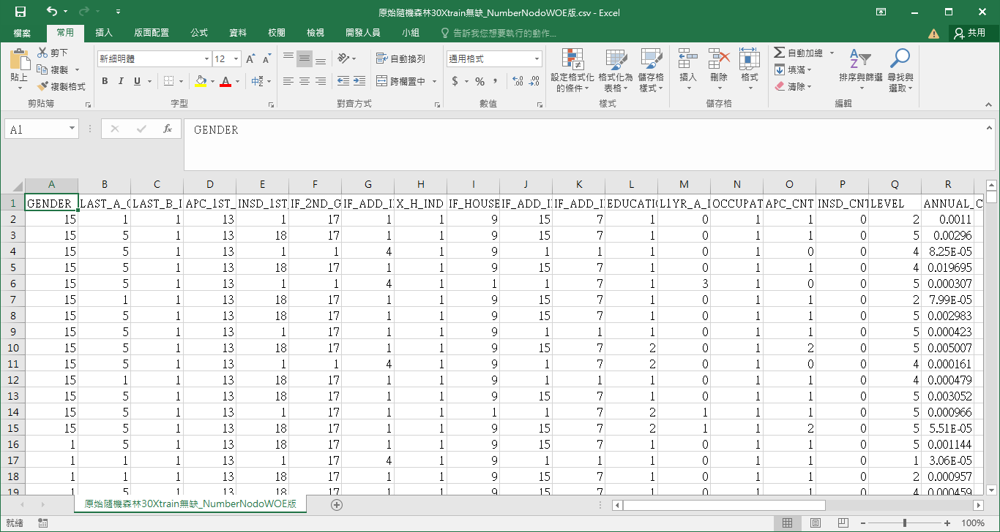 原始隨機森林30Xtrain無缺_NumberNodoWOE版.csv - Excel
檔案 常用 插入 版面配置 公式 資料 校閱 檢視 開發人員 小組 告訴我您想要執行的動作... 共用
貼上 剪下 複製 複製格式 剪貼簿
新細明體 12 B I U A 字型
自動換列 跨欄置中 對齊方式
通用格式 $ % , 數值
設定格式化的條件 格式化為表格 儲存格樣式 樣式
插入 刪除 格式 儲存格
自動加總 填滿 清除 排序與篩選 尋找與選取 編輯
A1 fx GENDER
A B C D E F G H I J K L M N O P Q R
1 GENDER LAST_A_C LAST_B_I APC_1ST_ INSD_1ST IF_2ND_G IF_ADD_I X_H_IND IF_HOUSE IF_ADD_I IF_ADD_I EDUCATIO L1YR_A_I OCCUPAT APC_CNT INSD_CNT LEVEL ANNUAL_ C
2 15 1 1 13 1 17 1 1 9 15 7 1 0 1 1 0 2 0.0011
3 15 5 1 13 18 17 1 1 9 15 7 1 0 1 1 0 5 0.00296
4 15 5 1 13 1 1 4 1 9 1 1 1 0 1 0 0 4 8.25E-05
5 15 5 1 13 18 17 1 1 9 15 7 1 0 1 1 0 4 0.019695
6 15 5 1 13 1 1 4 1 1 1 7 1 3 1 0 0 5 0.000307
7 15 1 1 13 18 17 1 1 9 15 7 1 0 1 1 0 2 7.99E-05
8 15 5 1 13 18 17 1 1 9 15 7 1 0 1 1 0 5 0.002983
9 15 5 1 13 1 17 1 1 9 1 1 1 0 1 1 0 5 0.000423
10 15 5 1 13 18 17 1 1 9 15 7 2 0 1 2 0 5 0.005007
11 15 5 1 13 1 1 4 1 9 1 7 2 0 1 0 0 4 0.000161
12 15 1 1 13 18 17 1 1 9 1 1 1 0 1 1 0 4 0.000479
13 15 5 1 13 18 17 1 1 9 15 7 1 0 1 1 0 5 0.003052
14 15 5 1 13 1 17 1 1 1 1 7 2 1 1 1 0 5 0.000966
15 15 5 1 13 18 17 1 1 9 15 7 2 1 1 2 0 5 5.51E-05
16 1 5 1 13 18 17 1 1 9 15 7 1 0 1 1 0 5 0.001144
17 1 1 1 13 1 17 4 1 9 1 1 1 0 1 1 0 1 3.06E-05
18 1 1 1 13 18 17 1 1 9 15 7 1 0 1 1 0 2 0.000957
19 1 5 1 13 18 17 1 1 9 15 7 1 0 1 1 0 4 0.000459
原始隨機森林30Xtrain無缺_NumberNodoWOE版
就緒 100%